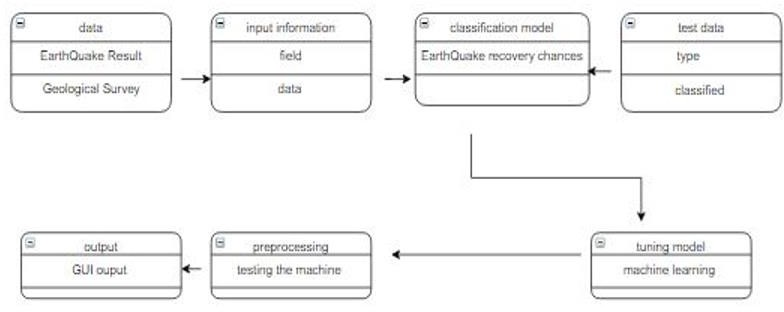 data
EarthQuake Result
Geological Survey
input information
field
data
classification model
EarthQuake recovery chances
test data
type
classified
output
GUI ouput
preprocessing
testing the machine
tuning model
machine learning